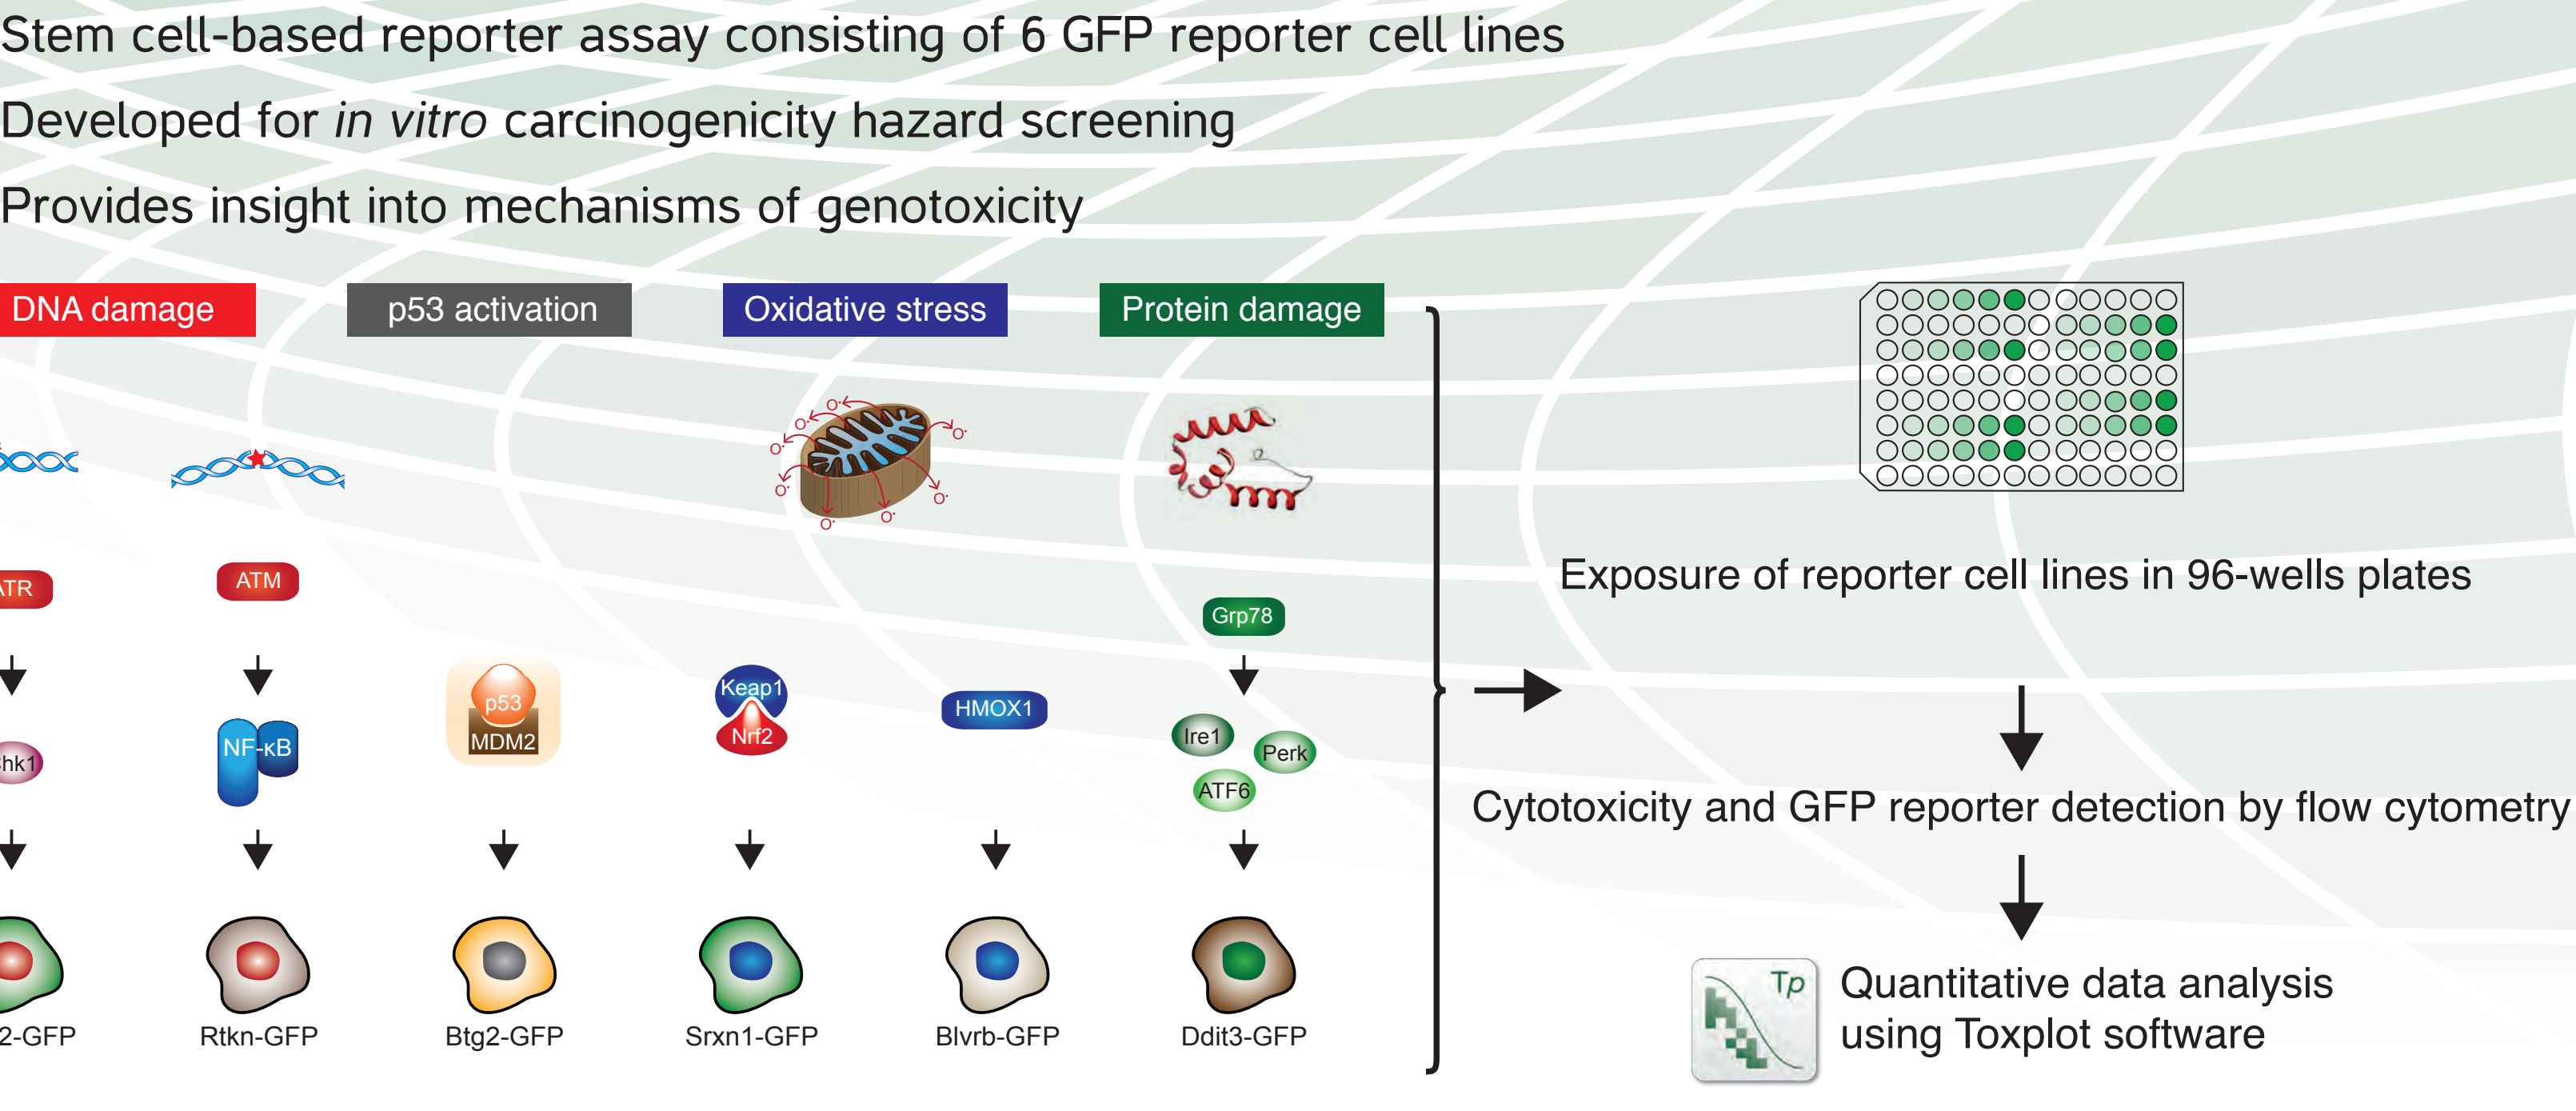 Stem cell-based reporter assay consisting of 6 GFP reporter cell lines
Developed for in vitro carcinogenicity hazard screening
Provides insight into mechanisms of genotoxicity
DNA damage
p53 activation
Oxidative stress
Protein damage
O·
O·
O·
O·
O·
O·
O·
O·
ATM
Grp78
Keap1
Nrf2
p53
MDM2
HMOX1
NF-κB
Ire1
Perk
ATF6
2-GFP
Rtkn-GFP
Btg2-GFP
Srxn1-GFP
Blvrb-GFP
Ddit3-GFP
Exposure of reporter cell lines in 96-wells plates
Cytotoxicity and GFP reporter detection by flow cytometry
Tp
Quantitative data analysis
using Toxplot software